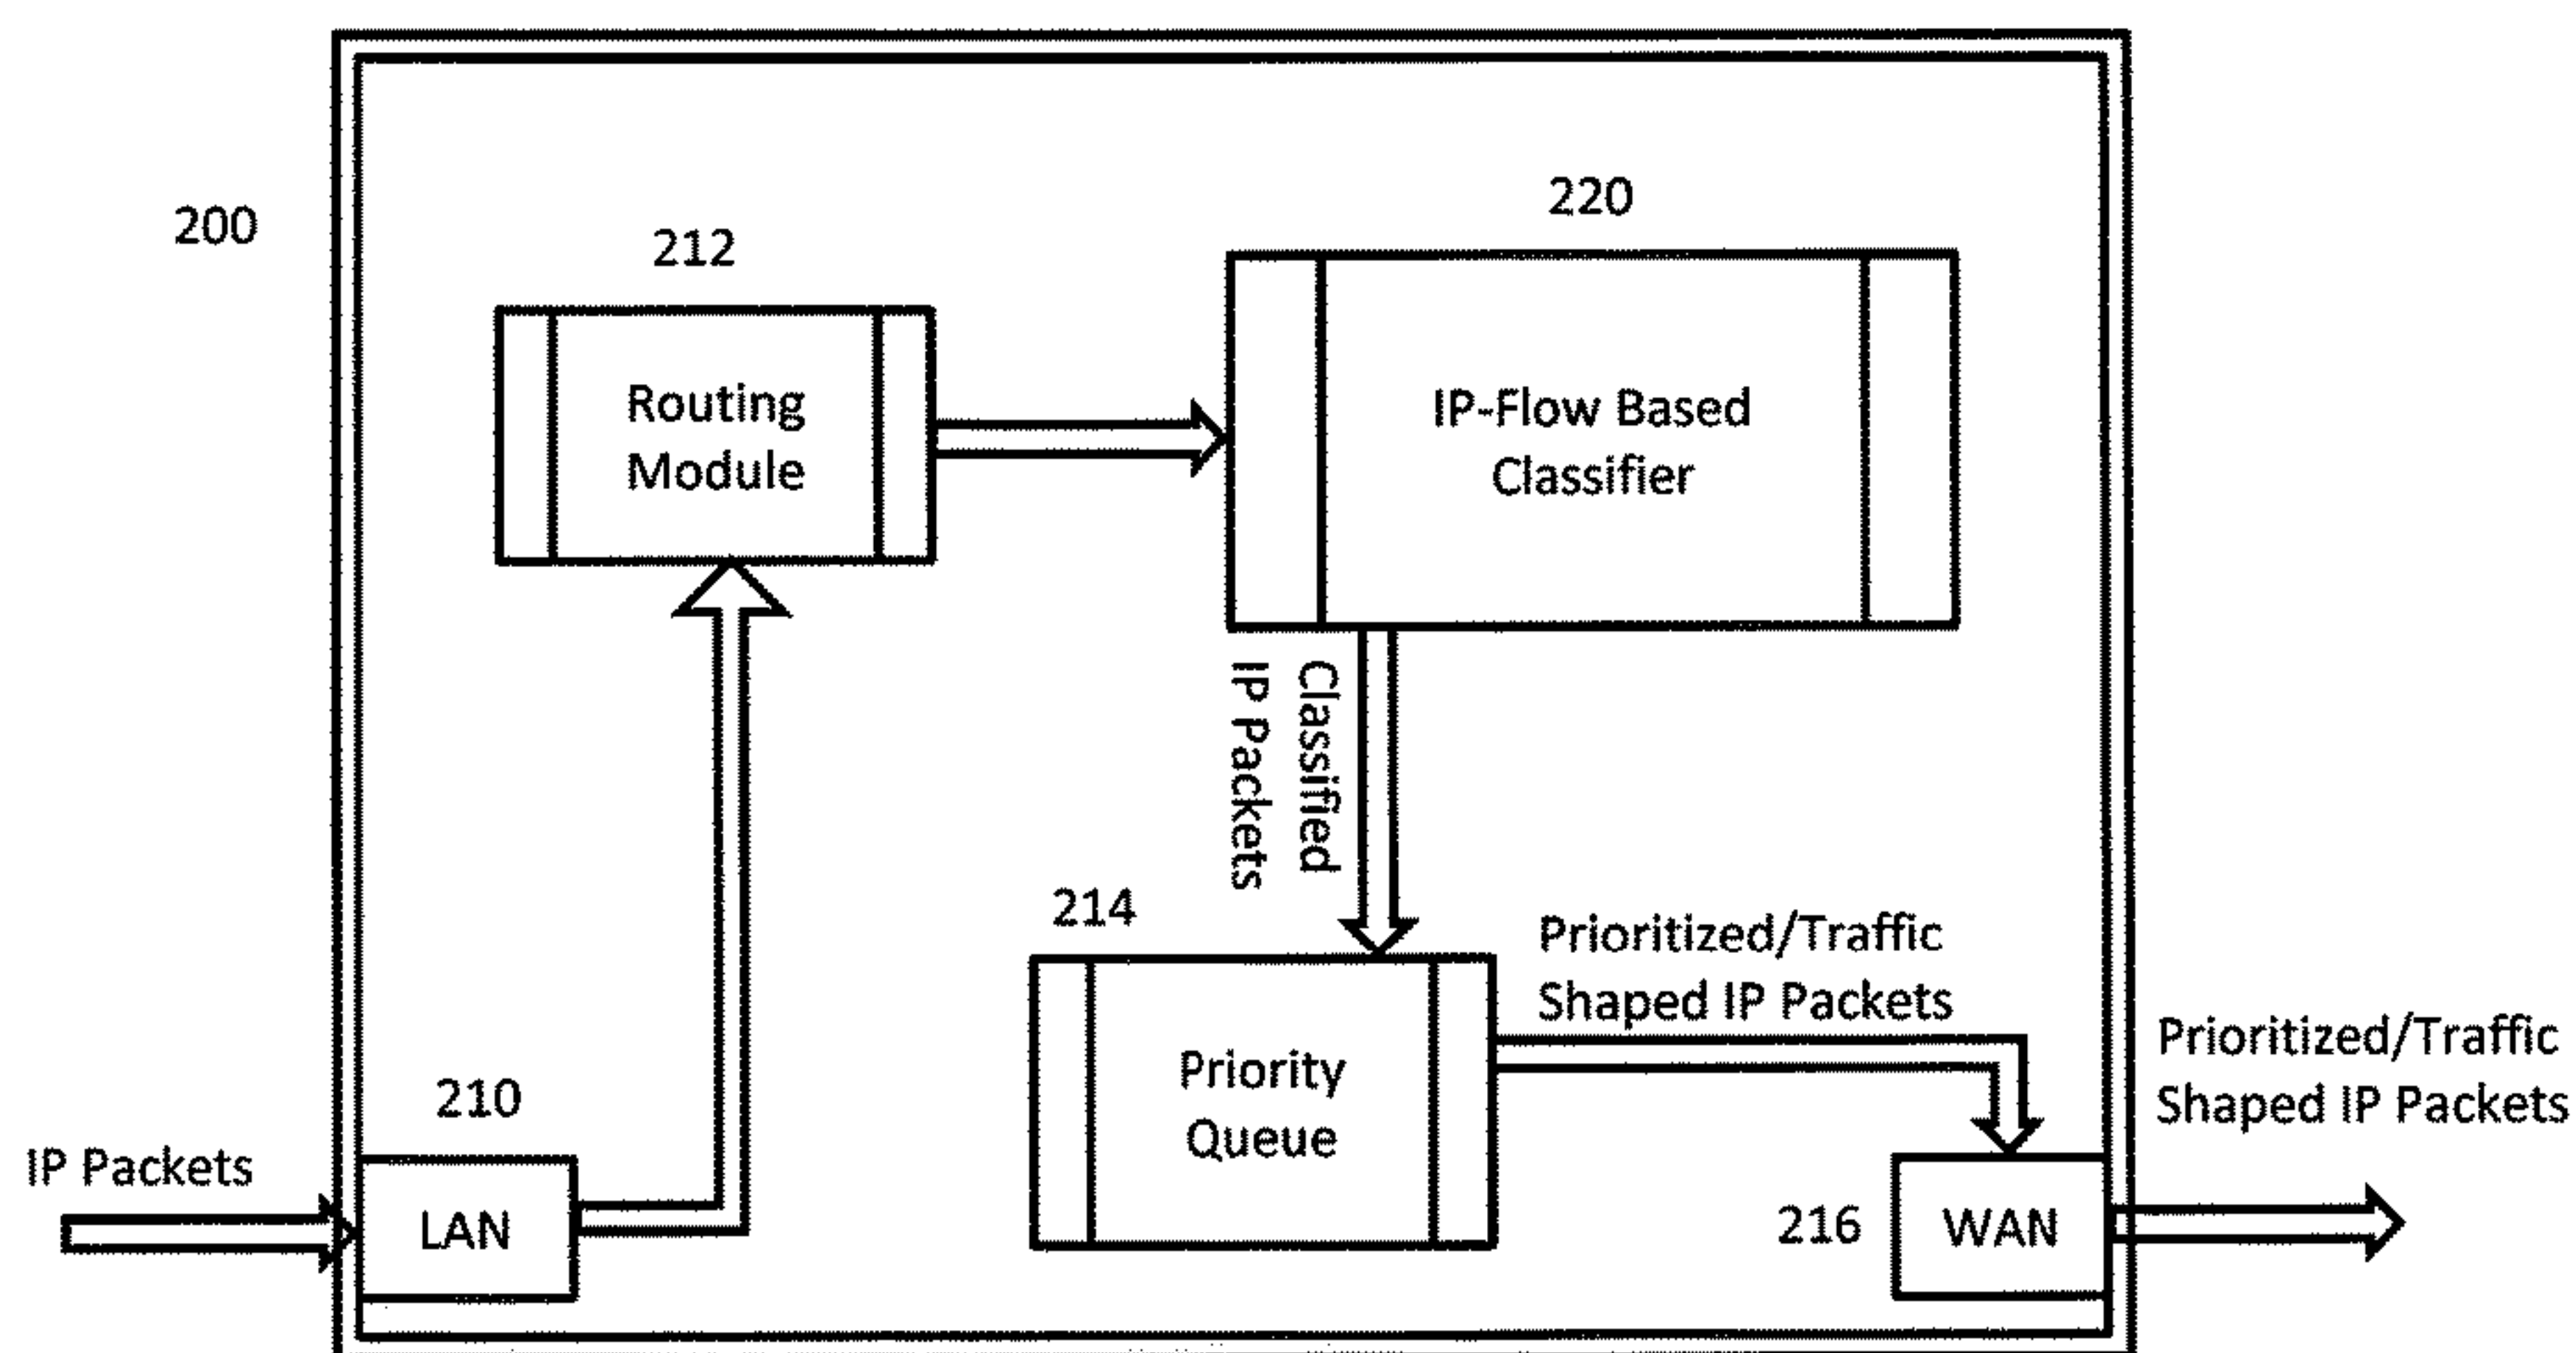 200
212
220
Routing
Module
IP-Flow Based
Classifier
Classified
IP Packets
214
Prioritized/Traffic
Shaped IP Packets
Priority
Queue
210
IP Packets
LAN
216
WAN
Prioritized/Traffic
Shaped IP Packets